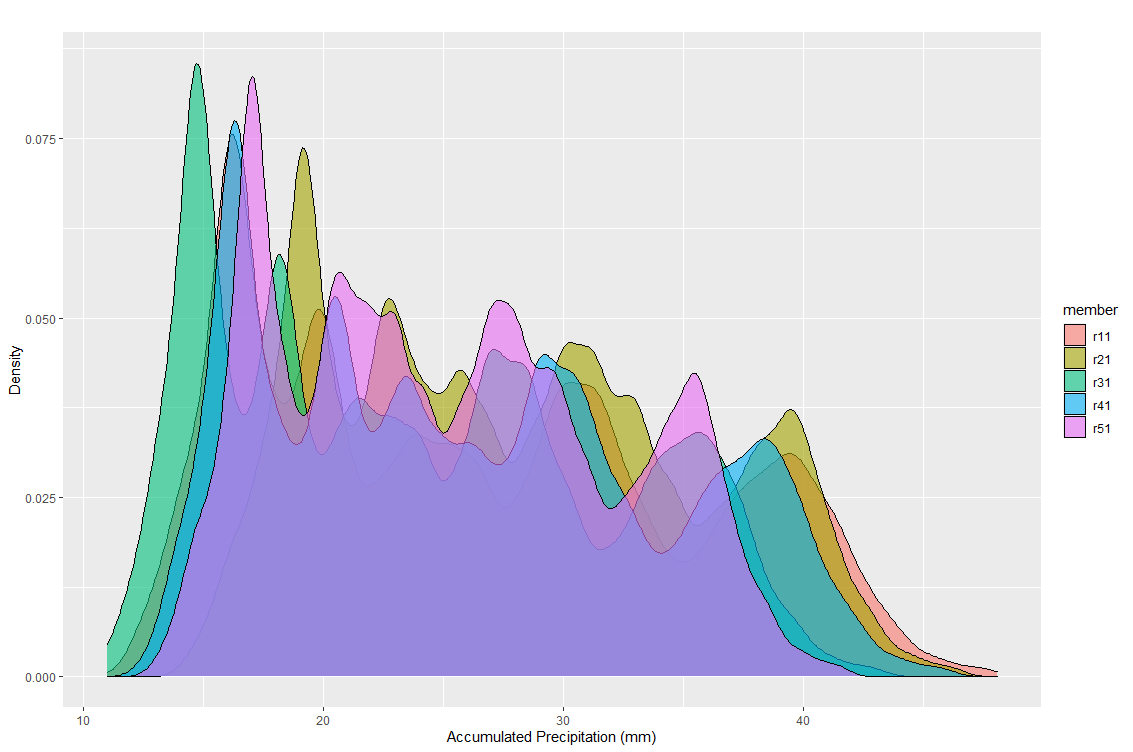 0.075
0.050
0.025
0.000
Density
10
20
30
40
Accumulated Precipitation (mm)
member
r11
r21
r31
r41
r51